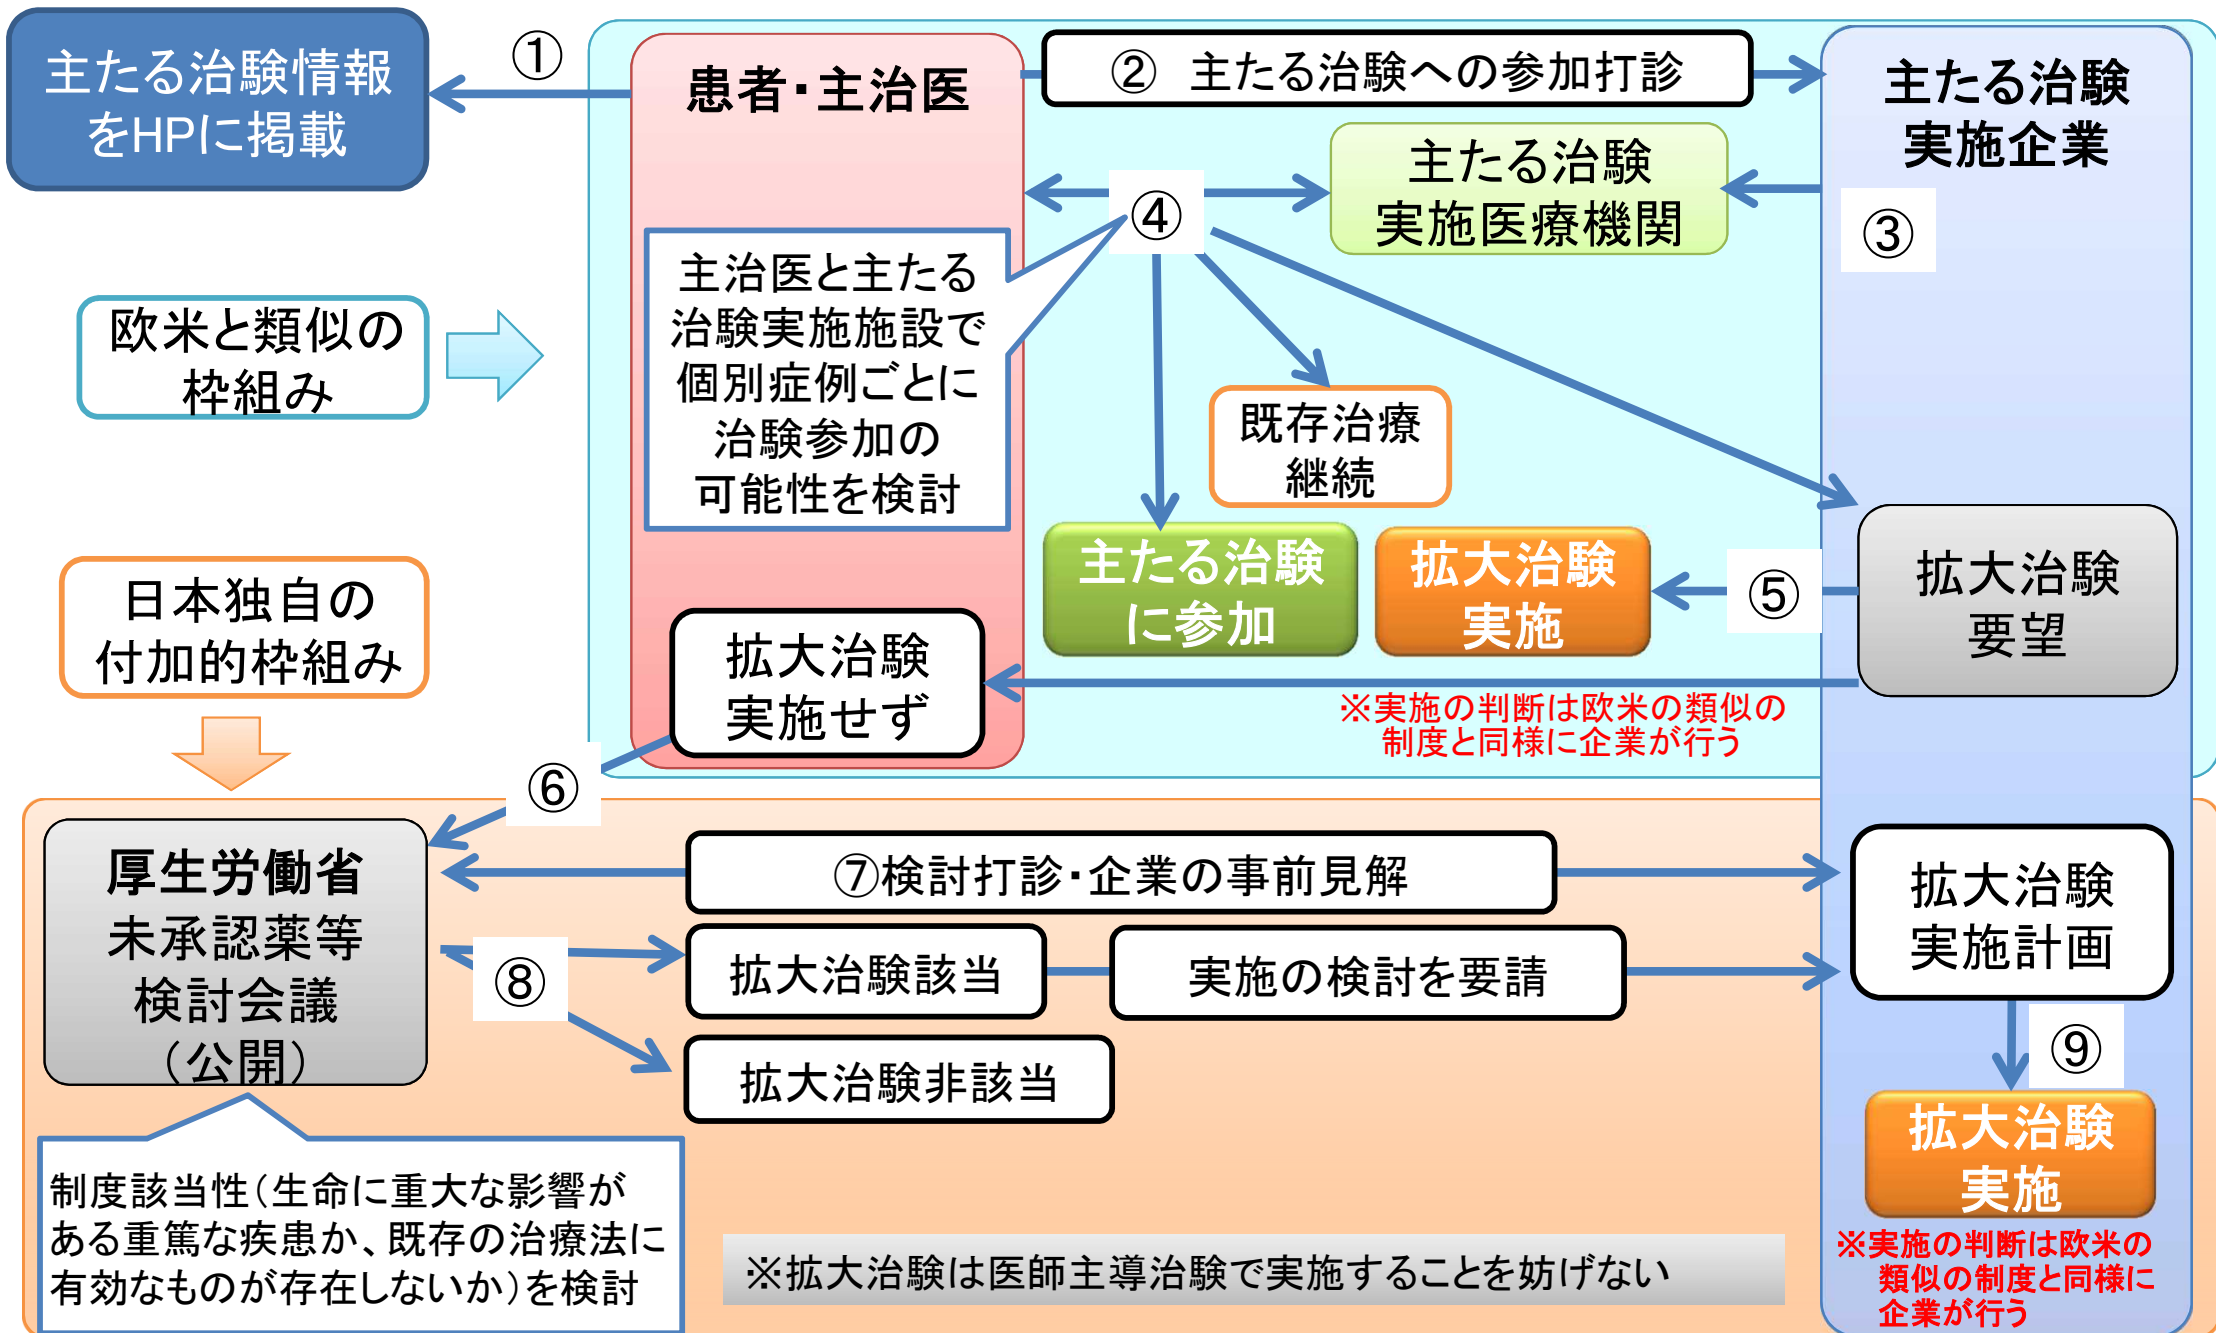 主たる治験情報
をHPに掲載
①
患者・主治医
② 主たる治験への参加打診
主たる治験
実施企業
主たる治験
実施医療機関
③
④
主治医と主たる
治験実施施設で
個別症例ごとに
治験参加の
可能性を検討
欧米と類似の
枠組み
既存治療
継続
主たる治験
に参加
拡大治験
実施
⑤
拡大治験
要望
日本独自の
付加的枠組み
拡大治験
実施せず
※実施の判断は欧米の類似の
制度と同様に企業が行う
⑥
厚生労働省
未承認薬等
検討会議
（公開）
⑦検討打診・企業の事前見解
拡大治験
実施計画
⑧
拡大治験該当
実施の検討を要請
拡大治験非該当
⑨
拡大治験
実施
※実施の判断は欧米の
類似の制度と同様に
企業が行う
制度該当性（生命に重大な影響が
ある重篤な疾患か、既存の治療法に
有効なものが存在しないか）を検討
※拡大治験は医師主導治験で実施することを妨げない